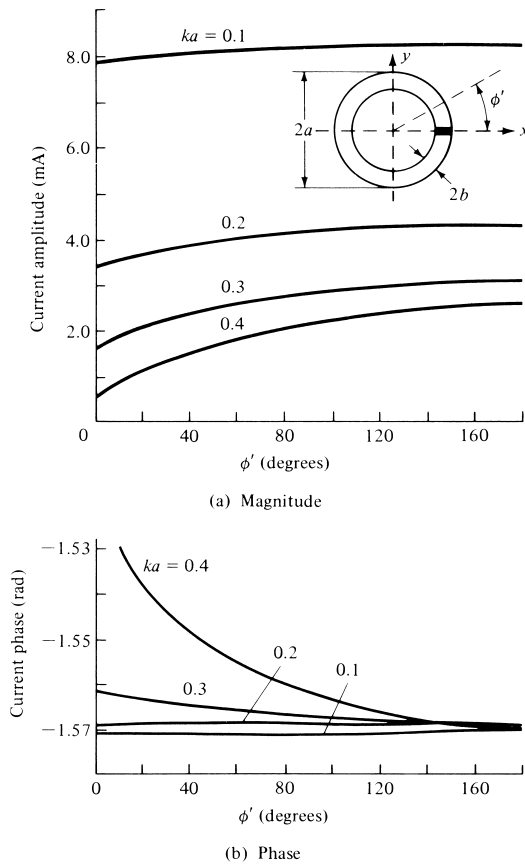 Current amplitude (mA)
8.0
6.0
4.0
2.0
0
40
80
120
160
ϕ′ (degrees)
ka = 0.1
0.2
0.3
0.4
y
x
ϕ′
2a
2b
(a) Magnitude
Current phase (rad)
−1.53
−1.55
−1.57
ka = 0.4
0.2
0.1
0.3
0
40
80
120
160
ϕ′ (degrees)
(b) Phase